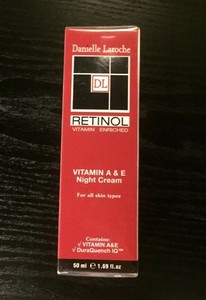 Danielle Laroche
DL
RETINOL
VITAMIN ENRICHED
VITAMIN A & E
Night Cream
For all skin types
Contains:
√ VITAMIN A&E
√ DuraQuench IQ™
50 ml ℮ 1.69 fl.oz